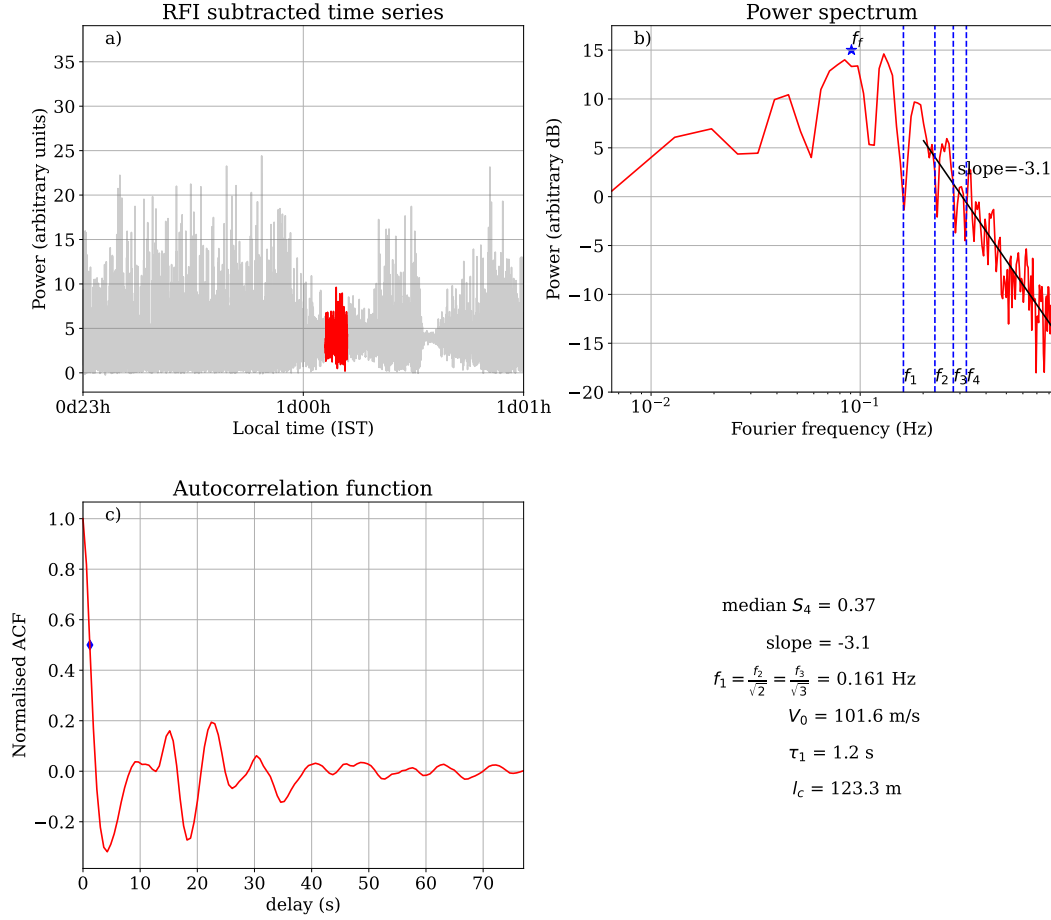 RFI subtracted time series
a)
Power (arbitrary units)
35
30
25
20
15
10
5
0
0d23h 1d00h 1d01h
Local time (IST)
Power spectrum
b)
f_f
slope=-3.1
Power (arbitrary dB)
15
10
5
0
−5
−10
−15
−20
f_1 f_2 f_3 f_4
10^{-2} 10^{-1}
Fourier frequency (Hz)
Autocorrelation function
c)
Normalised ACF
1.0
0.8
0.6
0.4
0.2
0.0
−0.2
0 10 20 30 40 50 60 70
delay (s)
median S_4 = 0.37
slope = -3.1
f_1 = \frac{f_2}{\sqrt{2}} = \frac{f_3}{\sqrt{3}} = 0.161 Hz
V_0 = 101.6 m/s
τ_1 = 1.2 s
l_c = 123.3 m